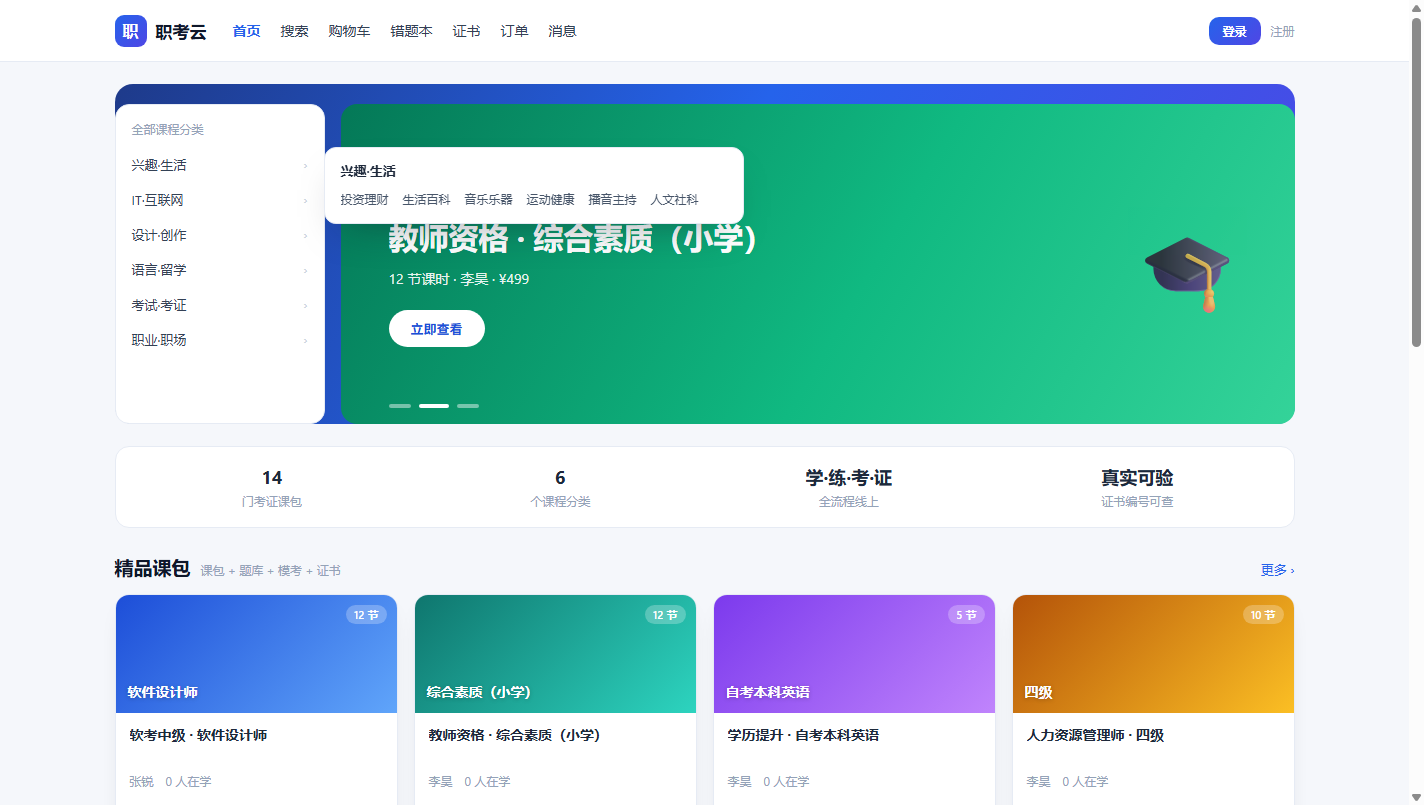 职 职考云 首页 搜索 购物车 错题本 证书 订单 消息 登录 注册
全部课程分类
兴趣·生活 ›
IT·互联网 ›
设计·创作 ›
语言·留学 ›
考试·考证 ›
职业·职场 ›
兴趣·生活
投资理财 生活百科 音乐乐器 运动健康 播音主持 人文社科
教师资格 · 综合素质（小学）
12 节课时 · 李昊 · ¥499
立即查看
14 6 学·练·考·证 真实可验
门考证课包 个课程分类 全流程线上 证书编号可查
精品课包 课包 + 题库 + 模考 + 证书 更多 ›
12 节 12 节 5 节 10 节
软件设计师 综合素质（小学） 自考本科英语 四级
软考中级 · 软件设计师 教师资格 · 综合素质（小学） 学历提升 · 自考本科英语 人力资源管理师 · 四级
张锐 0 人在学 李昊 0 人在学 李昊 0 人在学 李昊 0 人在学